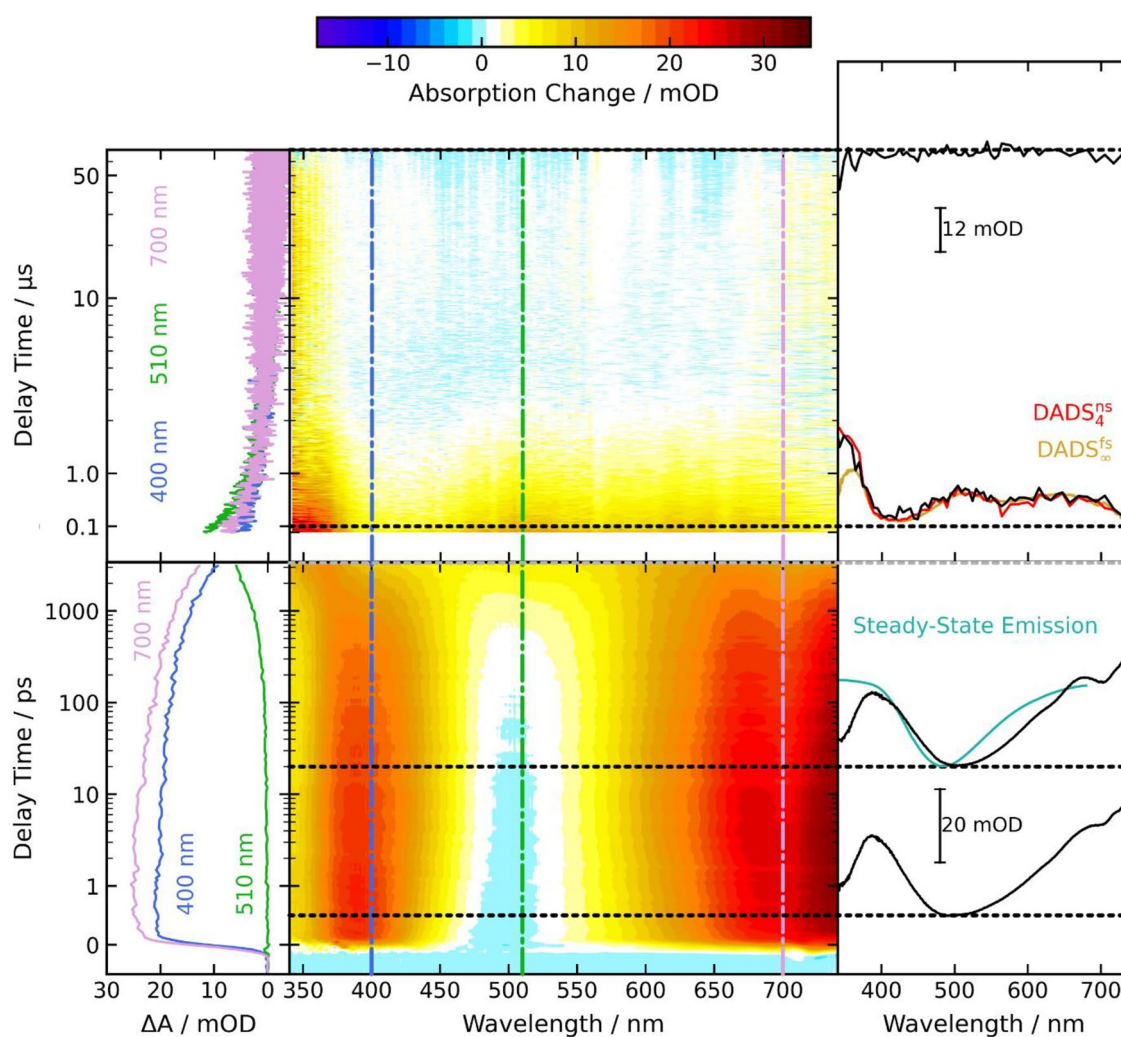 −10 0 10 20 30
Absorption Change / mOD
Delay Time / μs
50
10
1.0
0.1
700 nm
510 nm
400 nm
12 mOD
DADS₄ⁿˢ
DADS∞ᶠˢ
Delay Time / ps
1000
100
10
1
0
700 nm
400 nm
510 nm
Steady-State Emission
20 mOD
30 20 10 0
ΔA / mOD
350 400 450 500 550 600 650 700
Wavelength / nm
400 500 600 700
Wavelength / nm